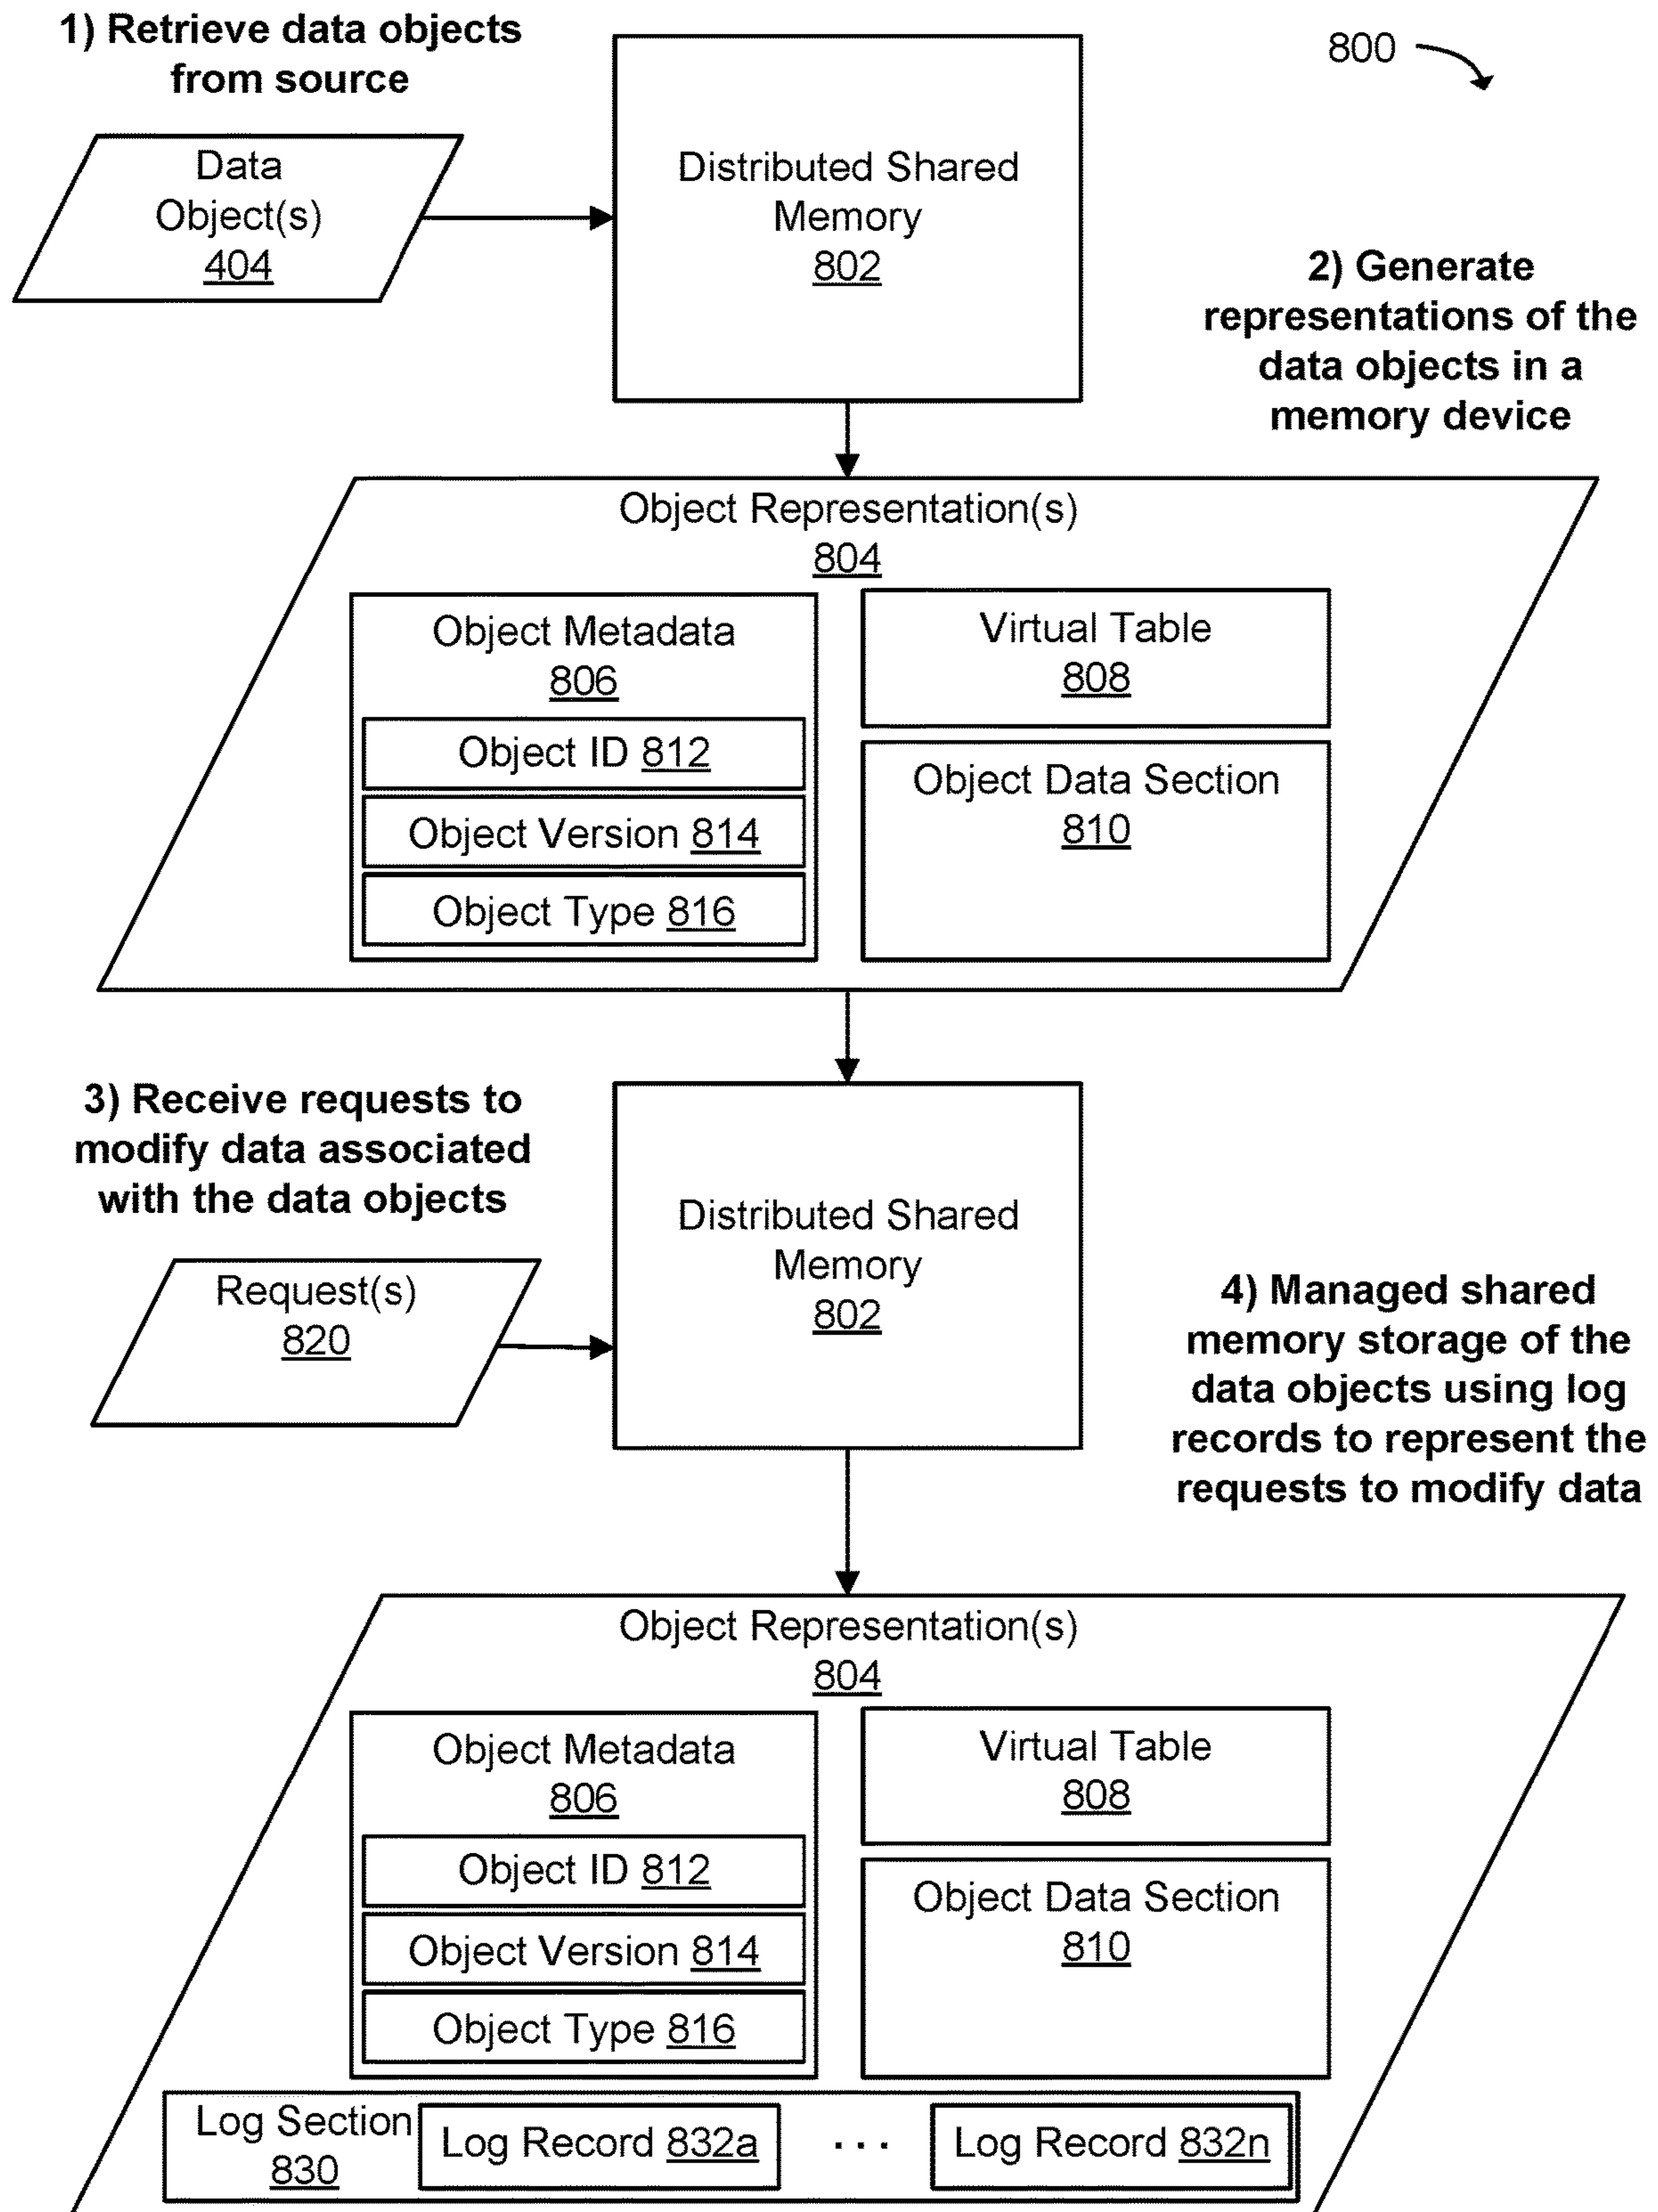 1) Retrieve data objects
from source
800
Data
Object(s)
404
Distributed Shared
Memory
802
2) Generate
representations of the
data objects in a
memory device
Object Representation(s)
804
Object Metadata
806
Object ID 812
Object Version 814
Object Type 816
Virtual Table
808
Object Data Section
810
3) Receive requests to
modify data associated
with the data objects
Request(s)
820
Distributed Shared
Memory
802
4) Managed shared
memory storage of the
data objects using log
records to represent the
requests to modify data
Object Representation(s)
804
Object Metadata
806
Object ID 812
Object Version 814
Object Type 816
Virtual Table
808
Object Data Section
810
Log Section
830
Log Record 832a
...
Log Record 832n